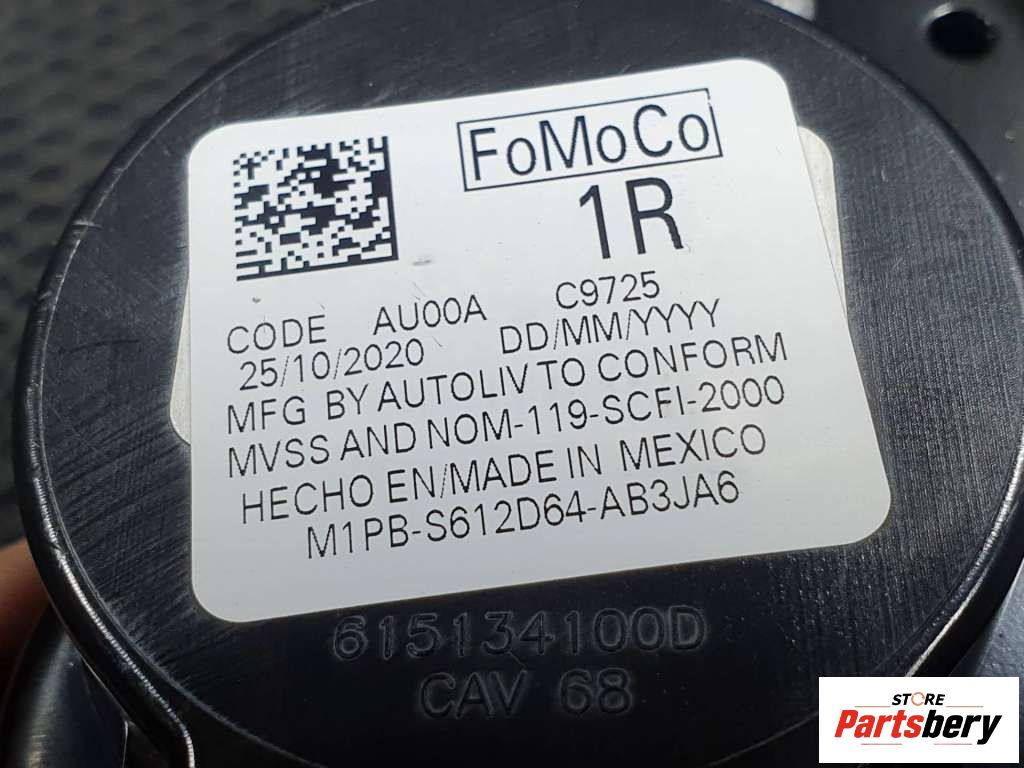 FoMoCo
1R
CODE AU00A C9725
25/10/2020 DD/MM/YYYY
MFG BY AUTOLIV TO CONFORM
MVSS AND NOM-119-SCFI-2000
HECHO EN/MADE IN MEXICO
M1PB-S612D64-AB3JA6
615134100D
CAV 68
STORE
Partsbery